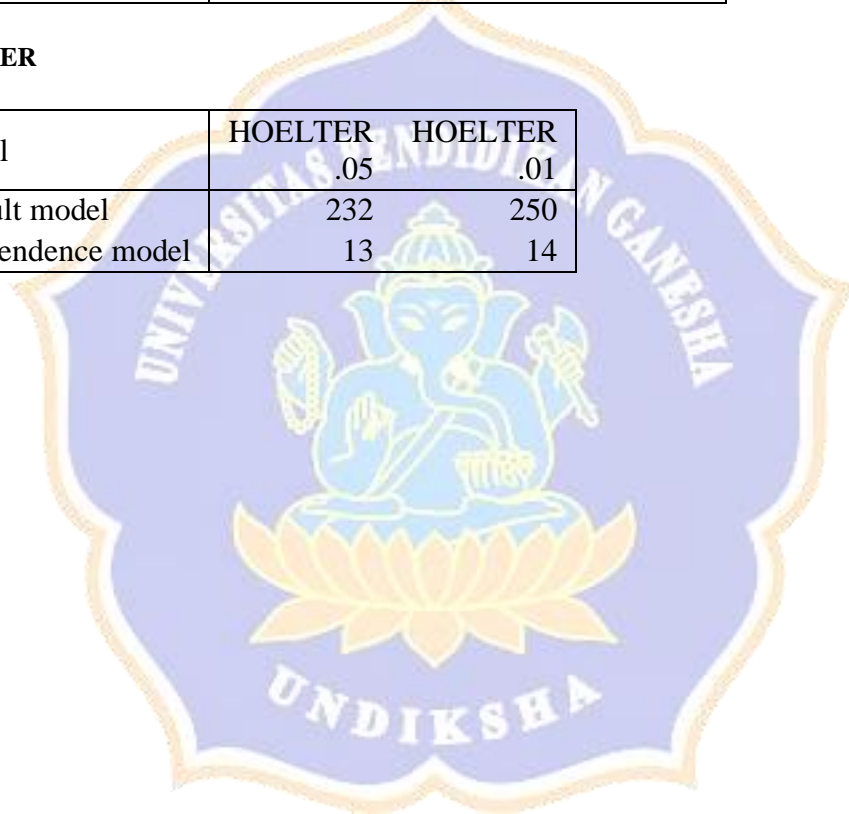 ER
l HOELTER HOELTER
.05 .01
ult model 232 250
endence model 13 14
UNIVERSITAS PENDIDIKAN GANESHA
UNDIKSHA